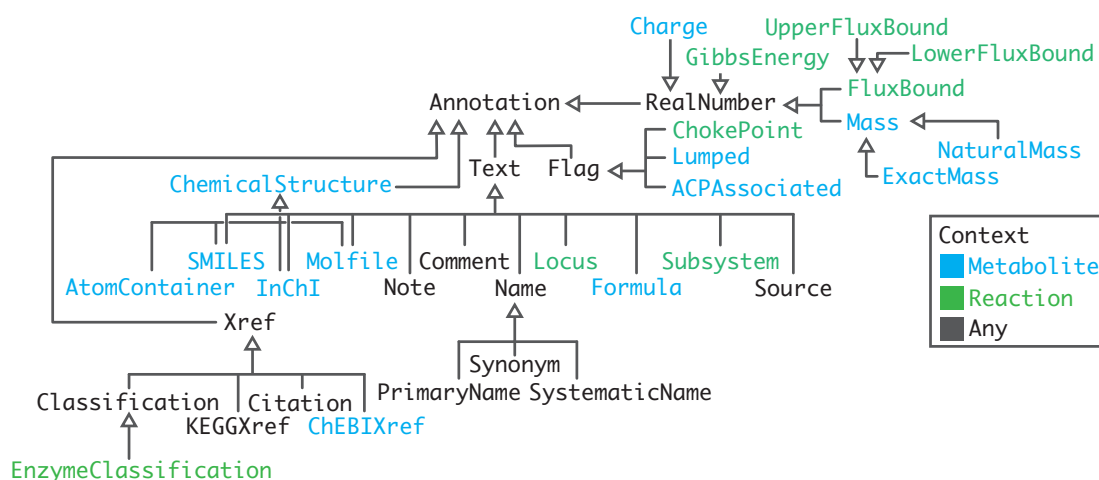 UpperFluxBound
Charge
LowerFluxBound
GibbsEnergy
FluxBound
Annotation
RealNumber
ChokePoint
Mass
Text
Flag
Lumped
NaturalMass
ChemicalStructure
ACPAssociated
ExactMass
Context
Metabolite
Reaction
Any
SMILES
Molfile
Comment
Locus
Subsystem
AtomContainer
InChI
Note
Name
Formula
Source
Xref
Synonym
PrimaryName
SystematicName
Classification
Citation
KEGGXref
ChEBIXref
EnzymeClassification